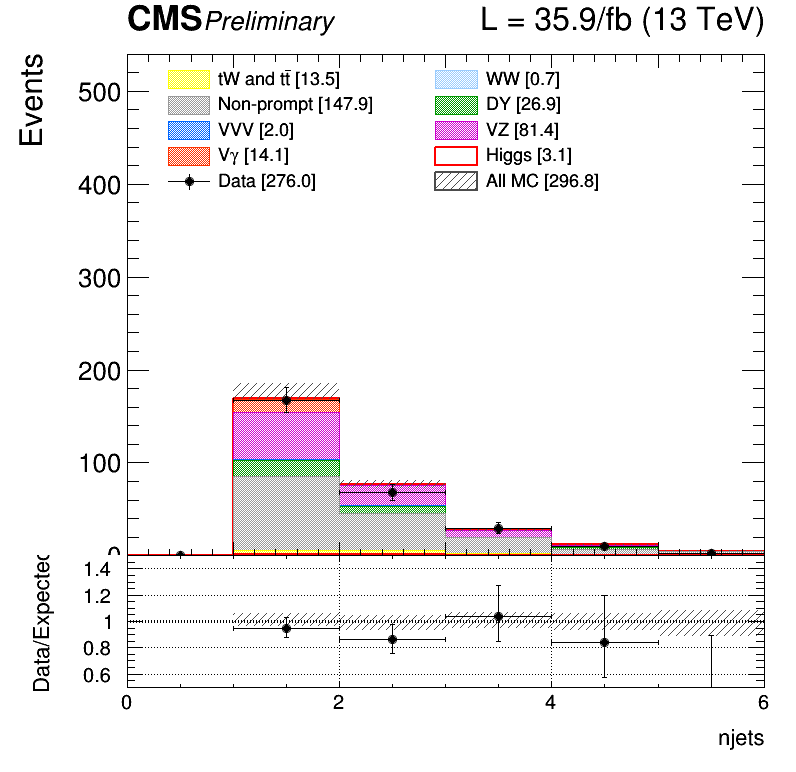 CMS Preliminary L = 35.9/fb (13 TeV)
Events
500
400
300
200
100
0
tW and tt̄ [13.5]
Non-prompt [147.9]
VVV [2.0]
Vγ [14.1]
Data [276.0]
WW [0.7]
DY [26.9]
VZ [81.4]
Higgs [3.1]
All MC [296.8]
Data/Expected
1.4
1.2
1
0.8
0.6
0 2 4 6
njets